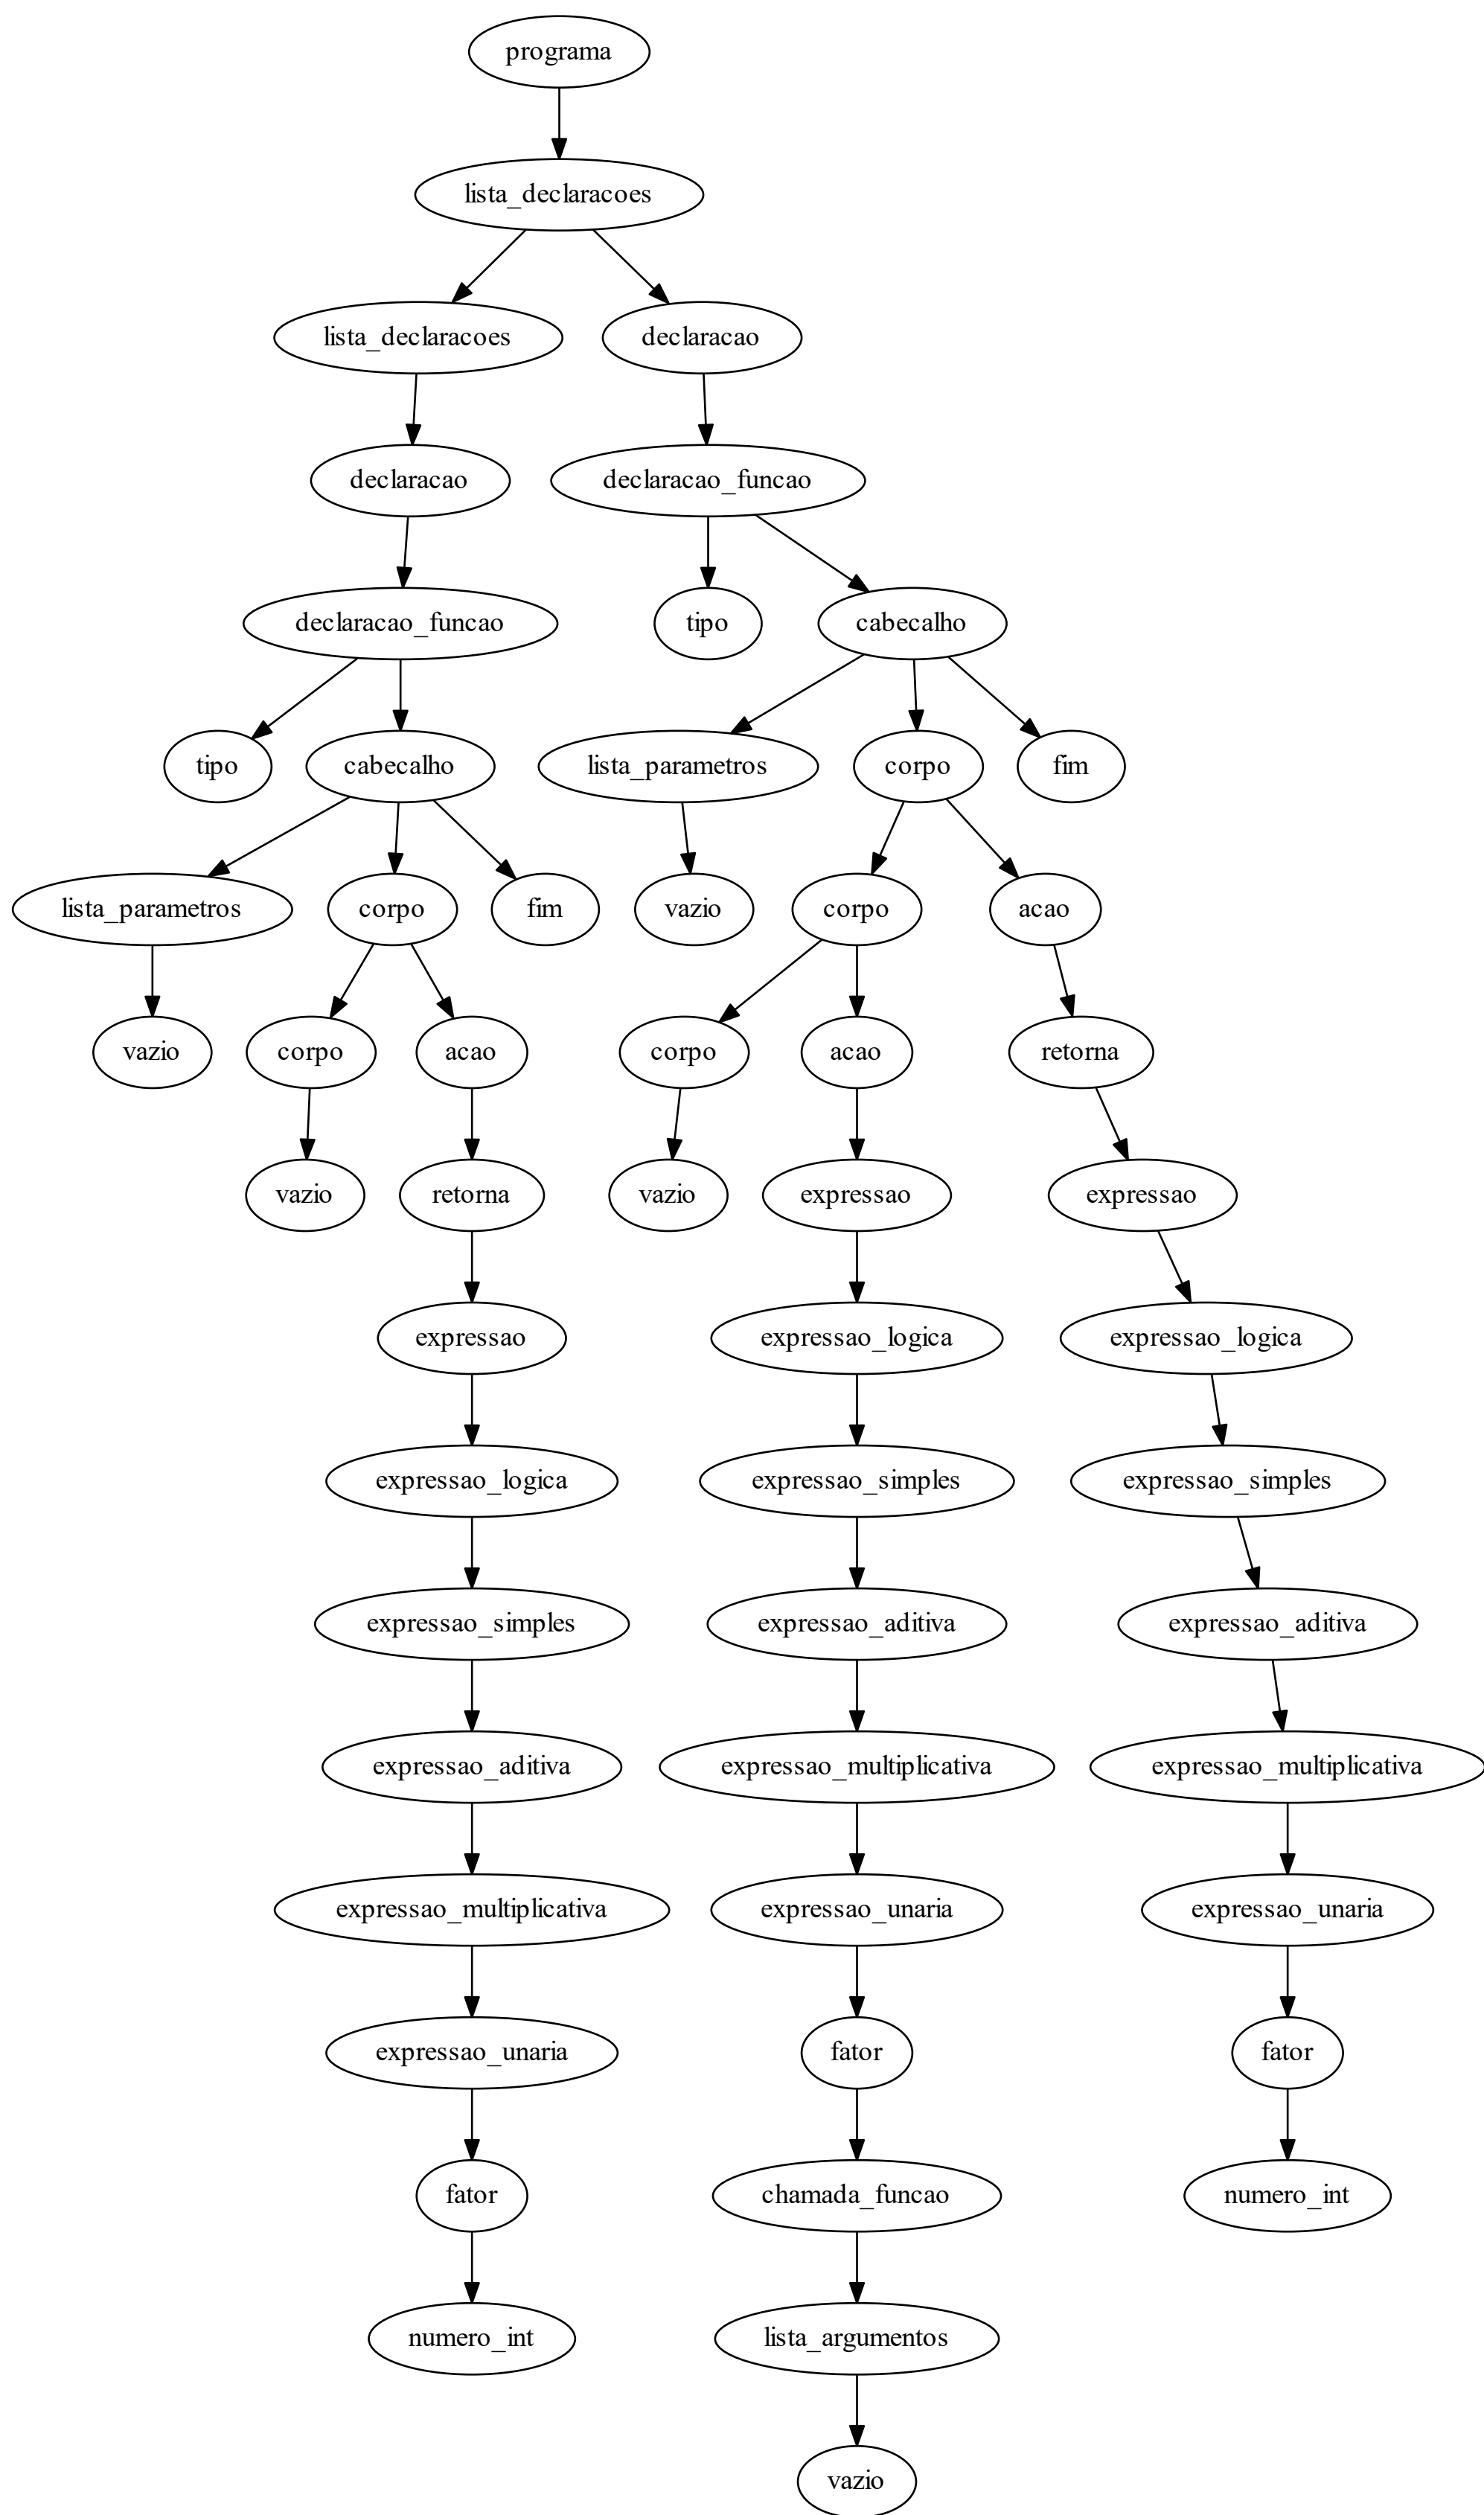 programa
lista_declaracoes
lista_declaracoes
declaracao
declaracao
declaracao_funcao
declaracao_funcao
tipo
cabecalho
tipo
cabecalho
lista_parametros
corpo
fim
lista_parametros
corpo
fim
vazio
corpo
acao
vazio
corpo
acao
corpo
acao
retorna
vazio
retorna
vazio
expressao
expressao
expressao
expressao_logica
expressao_logica
expressao_logica
expressao_simples
expressao_simples
expressao_simples
expressao_aditiva
expressao_aditiva
expressao_aditiva
expressao_multiplicativa
expressao_multiplicativa
expressao_multiplicativa
expressao_unaria
expressao_unaria
expressao_unaria
fator
fator
fator
chamada_funcao
numero_int
numero_int
lista_argumentos
vazio